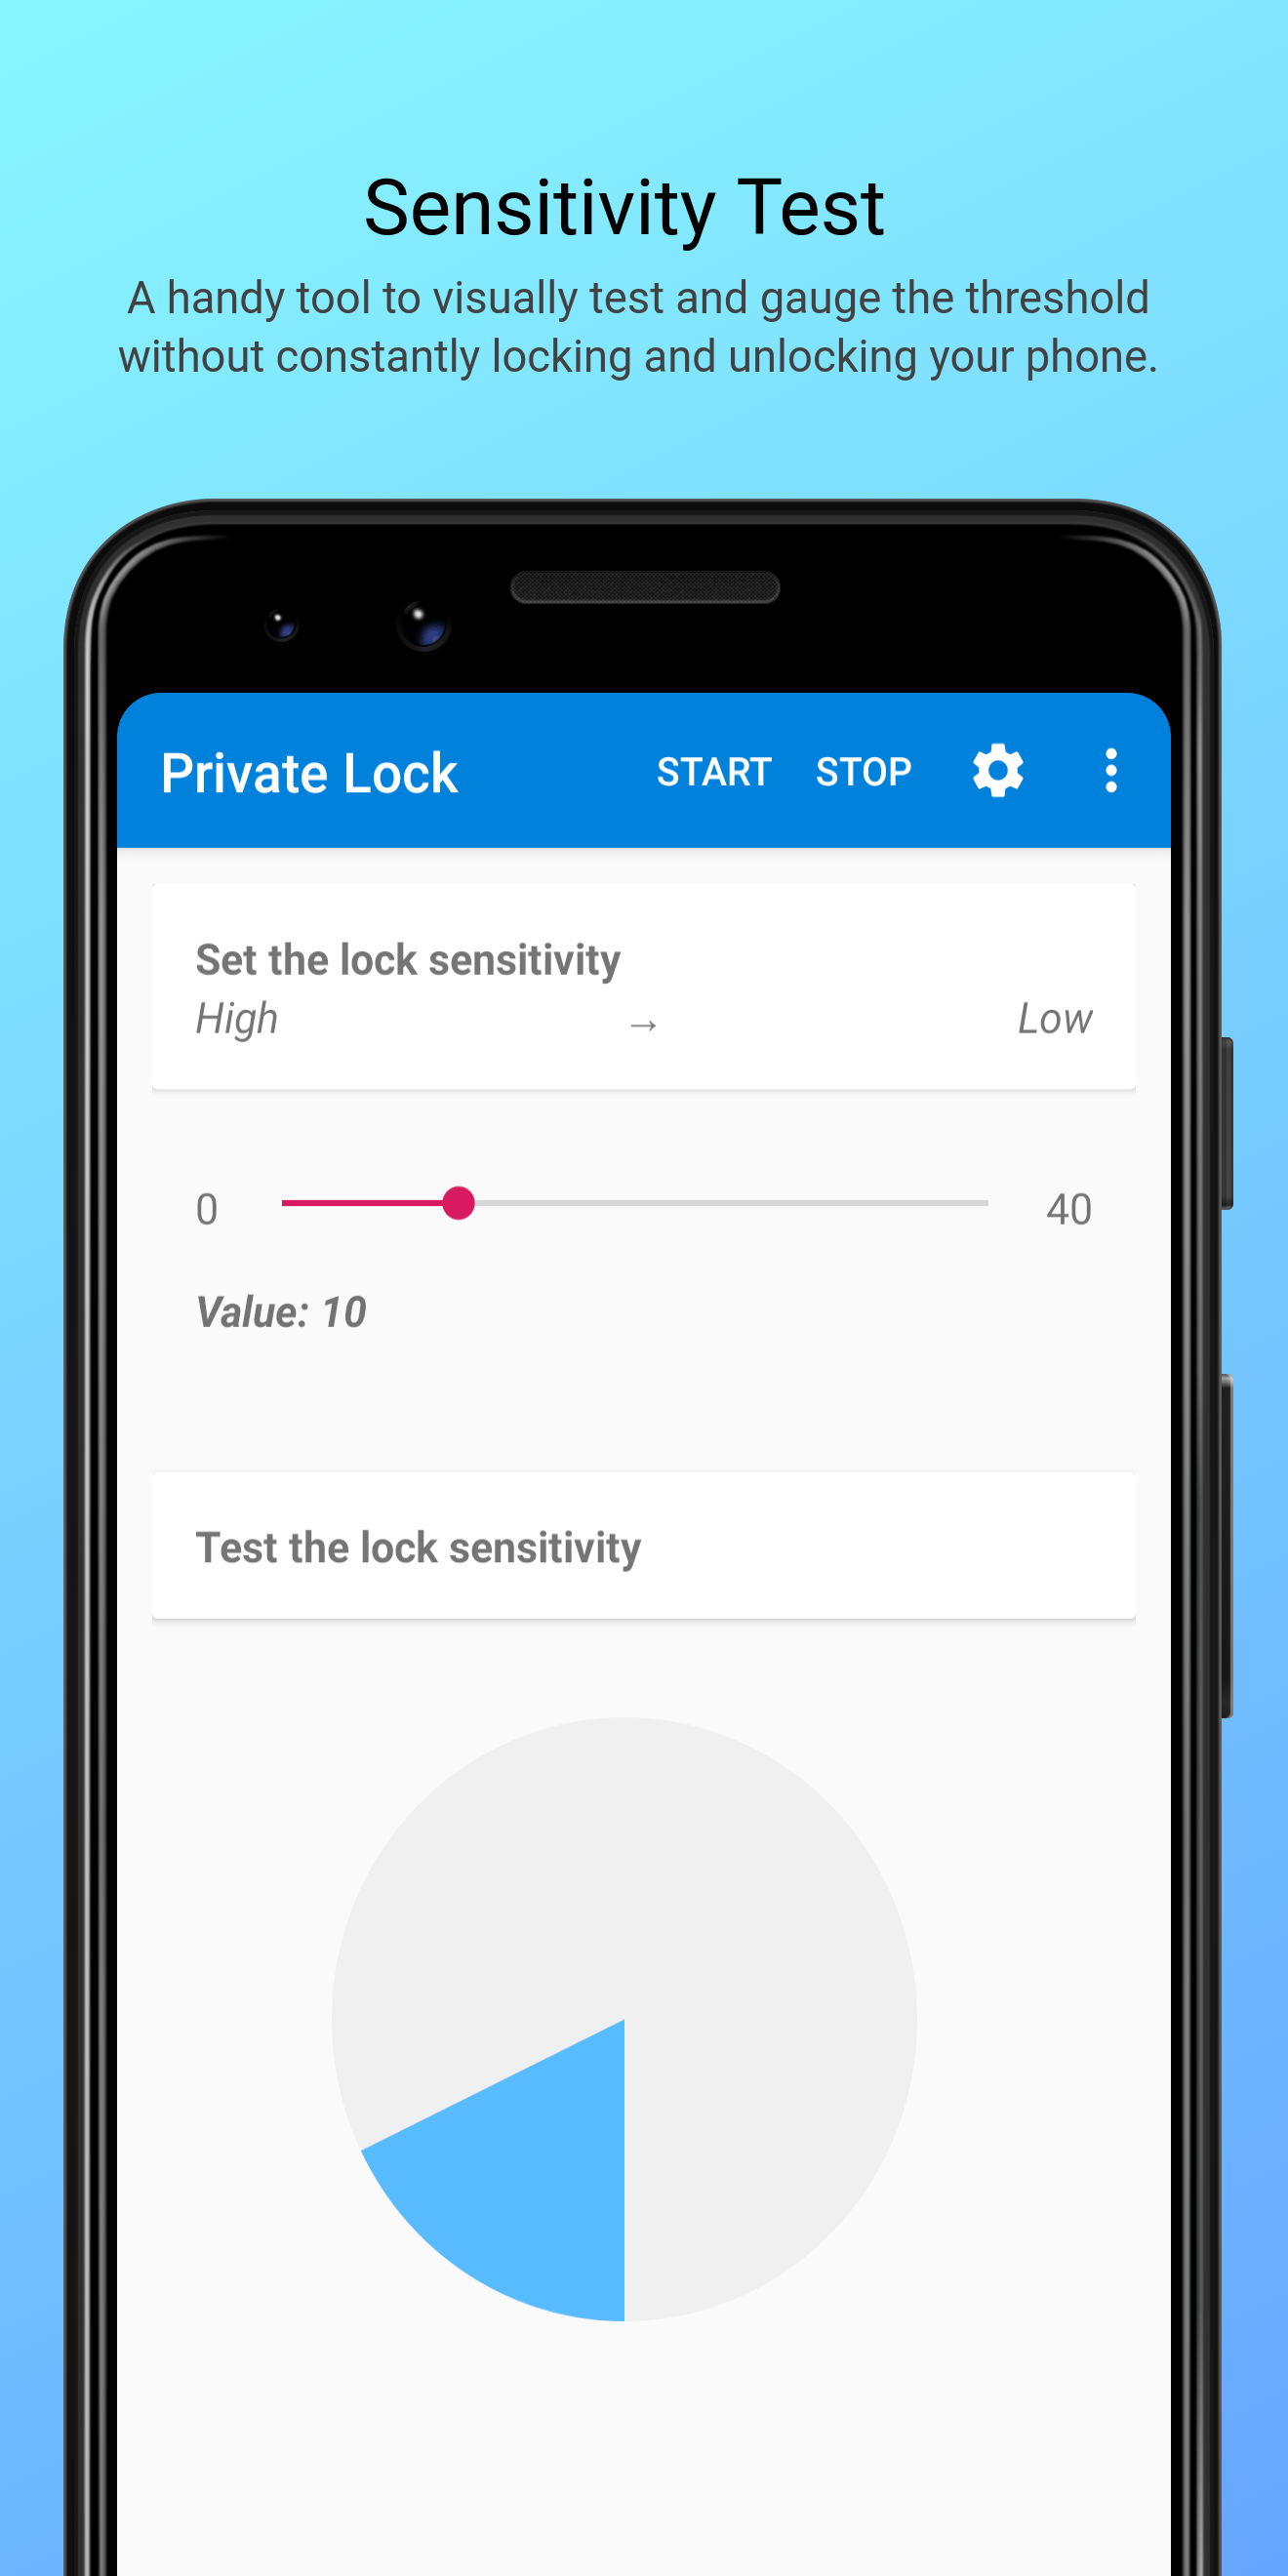 Sensitivity Test
A handy tool to visually test and gauge the threshold
without constantly locking and unlocking your phone.
Private Lock START STOP
Set the lock sensitivity
High → Low
0 40
Value: 10
Test the lock sensitivity